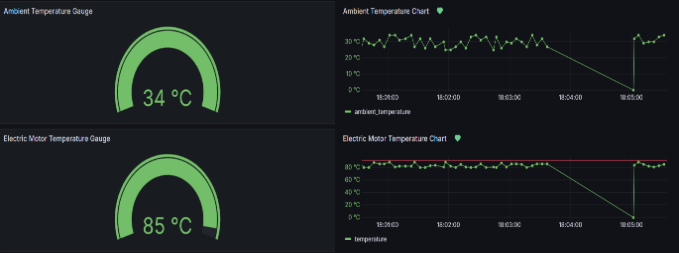 Ambient Temperature Gauge
34 °C
Ambient Temperature Chart
30 °C
20 °C
10 °C
0 °C
18:01:00
18:02:00
18:03:00
18:04:00
18:05:00
ambient_temperature
Electric Motor Temperature Gauge
85 °C
Electric Motor Temperature Chart
80 °C
60 °C
40 °C
20 °C
0 °C
18:01:00
18:02:00
18:03:00
18:04:00
18:05:00
temperature